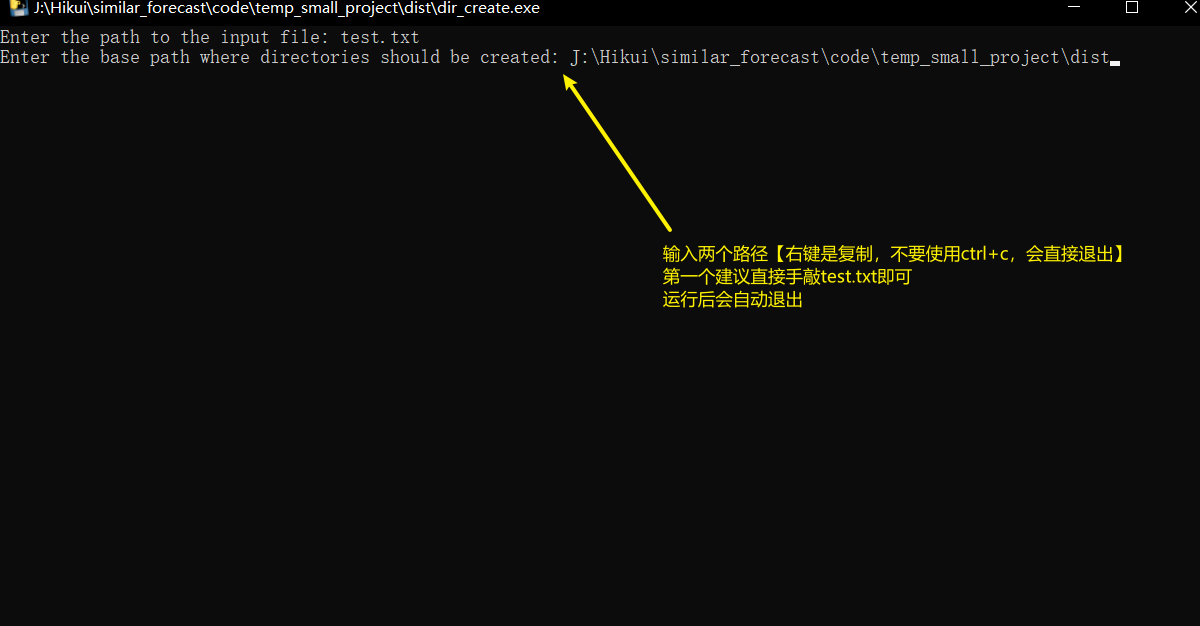 J:\Hikui\similar_forecast\code\temp_small_project\dist\dir_create.exe
Enter the path to the input file: test.txt
Enter the base path where directories should be created: J:\Hikui\similar_forecast\code\temp_small_project\dist
输入两个路径【右键是复制，不要使用ctrl+c，会直接退出】
第一个建议直接手敲test.txt即可
运行后会自动退出